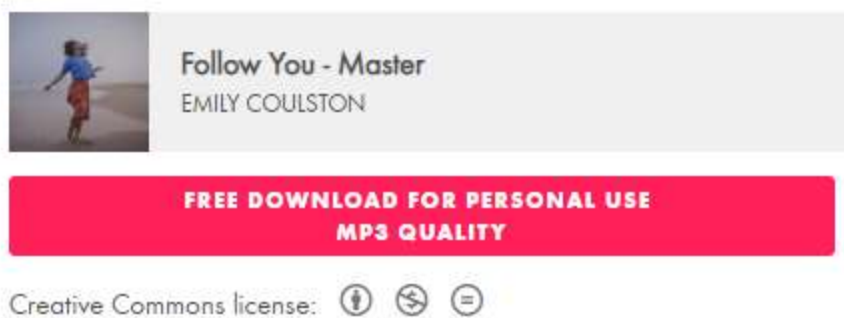 Follow You - Master
EMILY COULSTON
FREE DOWNLOAD FOR PERSONAL USE
MP3 QUALITY
Creative Commons license: